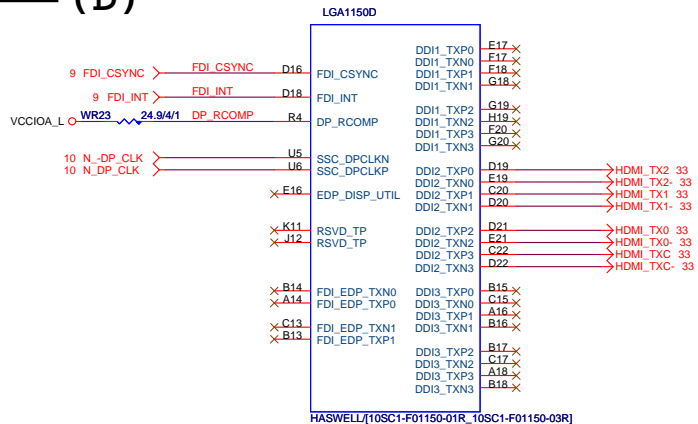 (D)
LGA1150D
9 FDI_CSYNC FDI_CSYNC D16 FDI_CSYNC
9 FDI_INT FDI_INT D18 FDI_INT
VCCIOA_L WR23 24.9/4/1 DP_RCOMP R4 DP_RCOMP
10 N_-DP_CLK U5 SSC_DPCLKN
10 N_DP_CLK U6 SSC_DPCLKP
E16 EDP_DISP_UTIL
K11 RSVD_TP
J12 RSVD_TP
B14 FDI_EDP_TXN0
A14 FDI_EDP_TXP0
C13 FDI_EDP_TXN1
B13 FDI_EDP_TXP1
DDI1_TXP0 E17
DDI1_TXN0 F17
DDI1_TXP1 F18
DDI1_TXN1 G18
DDI1_TXP2 G19
DDI1_TXN2 H19
DDI1_TXP3 F20
DDI1_TXN3 G20
DDI2_TXP0 D19 HDMI_TX2 33
DDI2_TXN0 E19 HDMI_TX2- 33
DDI2_TXP1 C20 HDMI_TX1 33
DDI2_TXN1 D20 HDMI_TX1- 33
DDI2_TXP2 D21 HDMI_TX0 33
DDI2_TXN2 E21 HDMI_TX0- 33
DDI2_TXP3 C22 HDMI_TXC 33
DDI2_TXN3 D22 HDMI_TXC- 33
DDI3_TXP0 B15
DDI3_TXN0 C15
DDI3_TXP1 A16
DDI3_TXN1 B16
DDI3_TXP2 B17
DDI3_TXN2 C17
DDI3_TXP3 A18
DDI3_TXN3 B18
HASWELL/[10SC1-F01150-01R_10SC1-F01150-03R]